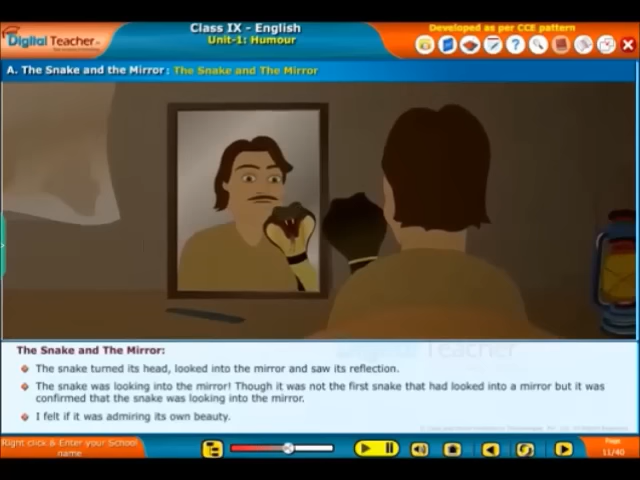 Class IX - English
Unit-1: Humour
Developed as per CCE pattern
Digital Teacher
A. The Snake and the Mirror : The Snake and The Mirror
The Snake and The Mirror:
The snake turned its head, looked into the mirror and saw its reflection.
The snake was looking into the mirror! Though it was not the first snake that had looked into a mirror but it was
confirmed that the snake was looking into the mirror.
I felt if it was admiring its own beauty.
Right click & Enter your School
name
Page
11/40